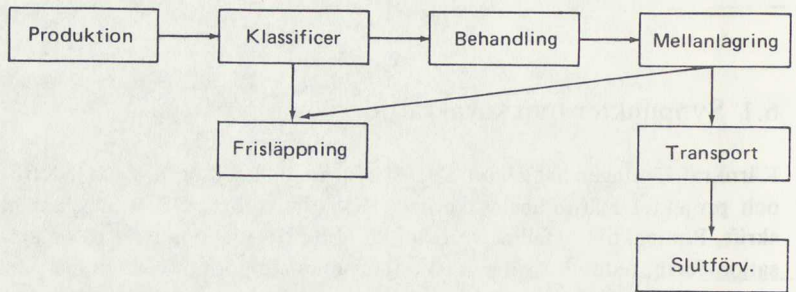 Produktion
Klassificer
Behandling
Mellanlagring
Frisläppning
Transport
Slutförv.